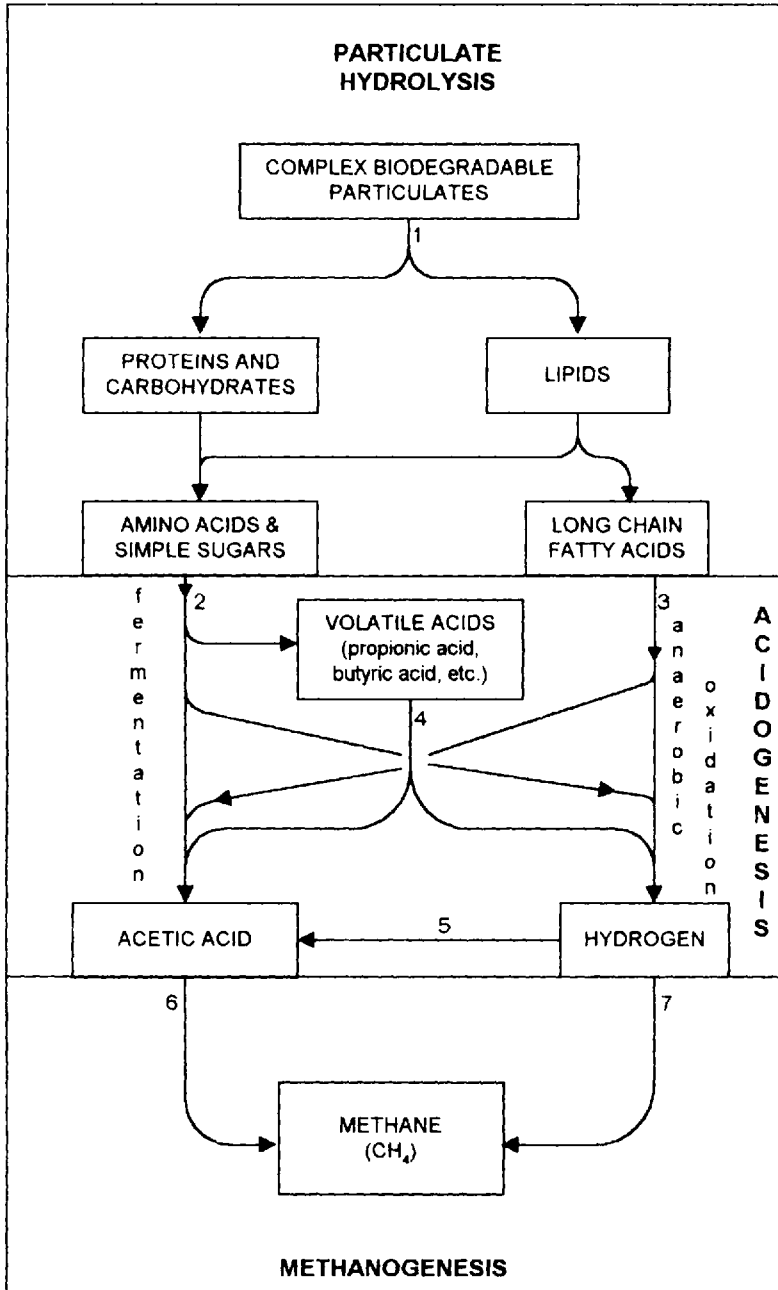 PARTICULATE
HYDROLYSIS
COMPLEX BIODEGRADABLE
PARTICULATES
1
PROTEINS AND
CARBOHYDRATES
LIPIDS
AMINO ACIDS &
SIMPLE SUGARS
LONG CHAIN
FATTY ACIDS
2
fermentation
VOLATILE ACIDS
(propionic acid,
butyric acid, etc.)
3
anaerobic
oxidation
ACIDOGENESIS
4
ACETIC ACID
5
HYDROGEN
6
7
METHANE
(CH₄)
METHANOGENESIS